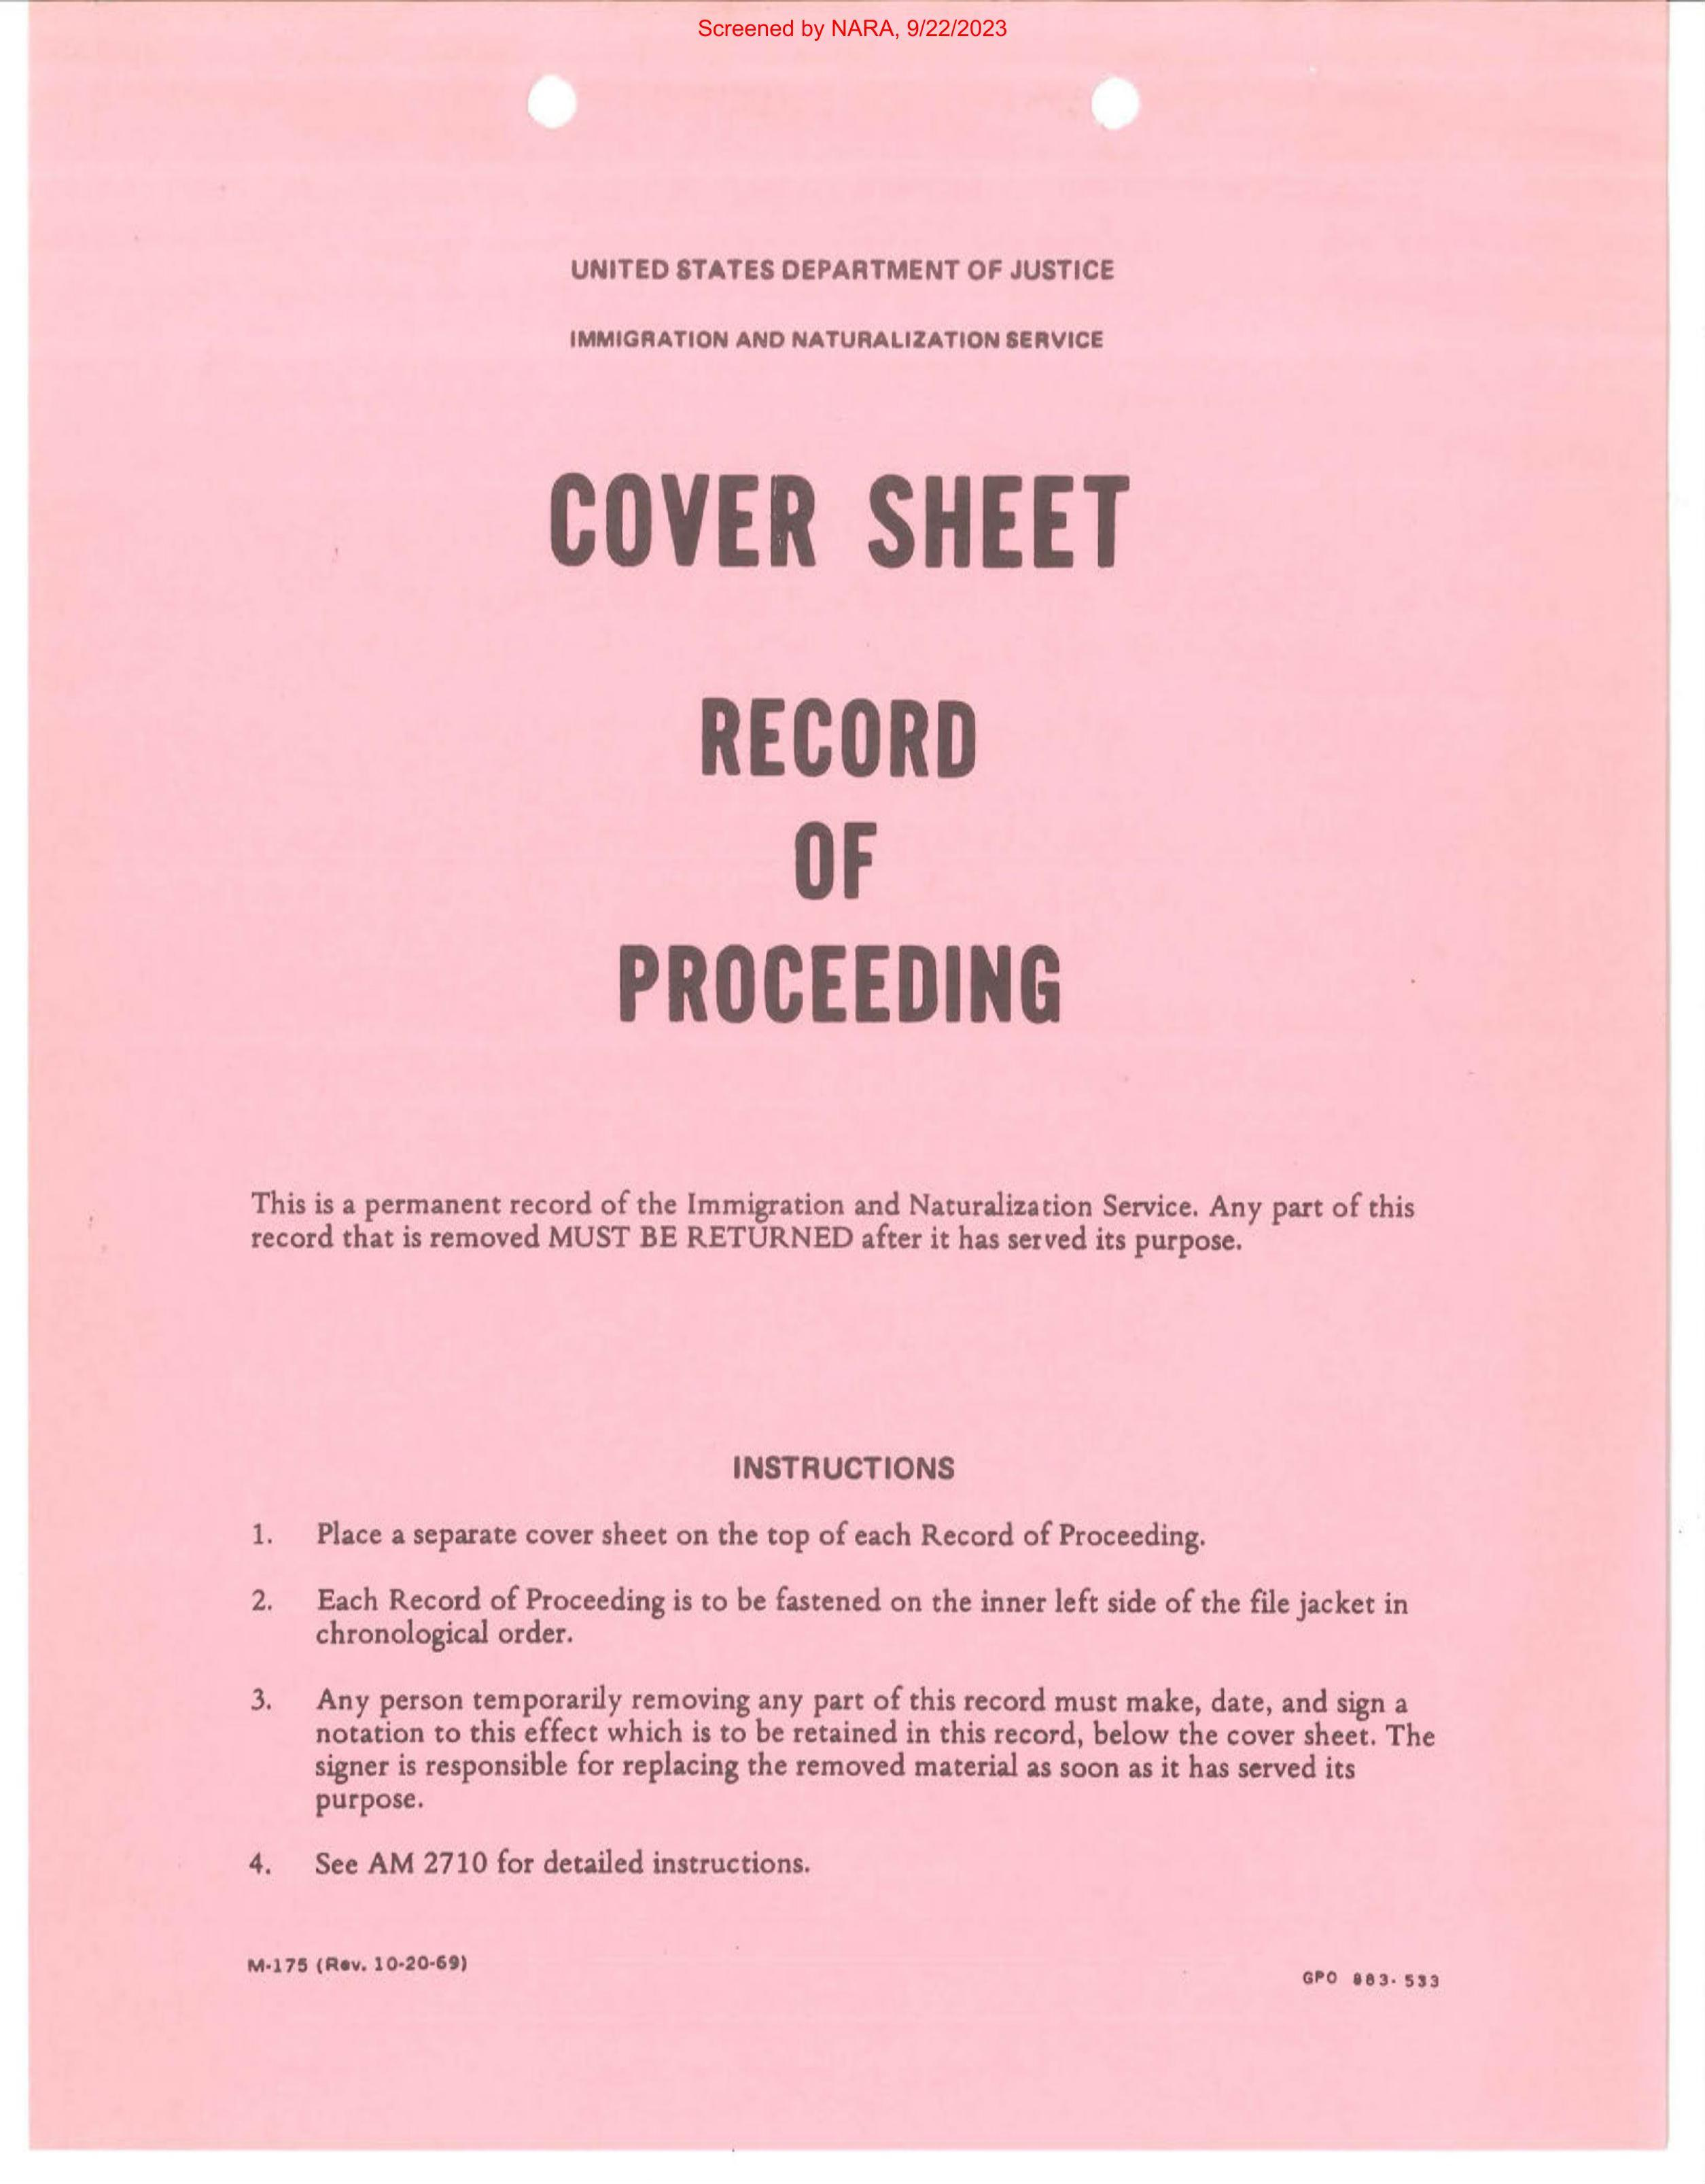 Screened by NARA, 9/22/2023
UNITED STATES DEPARTMENT OF JUSTICE
IMMIGRATION AND NATURALIZATION SERVICE
COVER SHEET
RECORD
OF
PROCEEDING
This is a permanent record of the Immigration and Naturalization Service. Any part of this
record that is removed MUST BE RETURNED after it has served its purpose.
INSTRUCTIONS
1. Place a separate cover sheet on the top of each Record of Proceeding.
2. Each Record of Proceeding is to be fastened on the inner left side of the file jacket in
chronological order.
3. Any person temporarily removing any part of this record must make, date, and sign a
notation to this effect which is to be retained in this record, below the cover sheet. The
signer is responsible for replacing the removed material as soon as it has served its
purpose.
4. See AM 2710 for detailed instructions.
M-175 (Rev. 10-20-69)
GPO 883-533